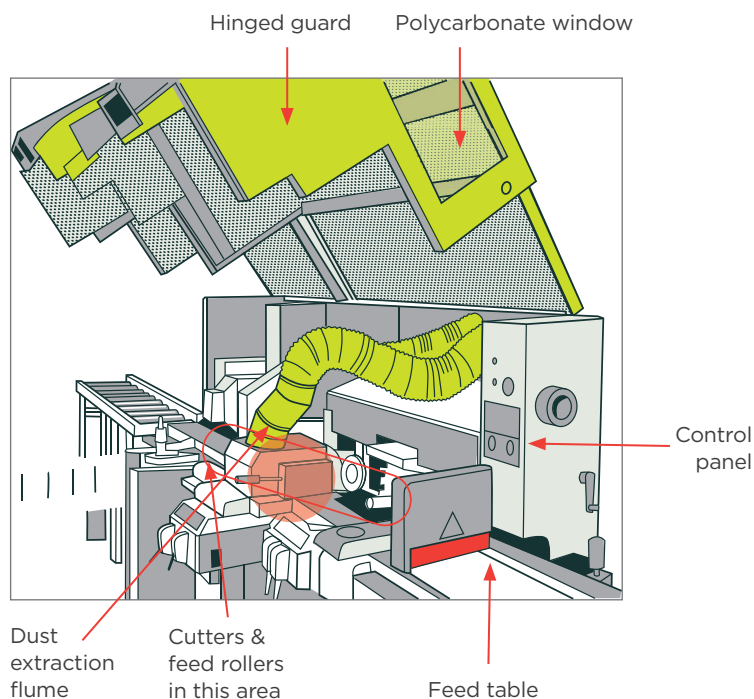 Hinged guard
Polycarbonate window
Control
panel
Dust
extraction
flume
Cutters &
feed rollers
in this area
Feed table